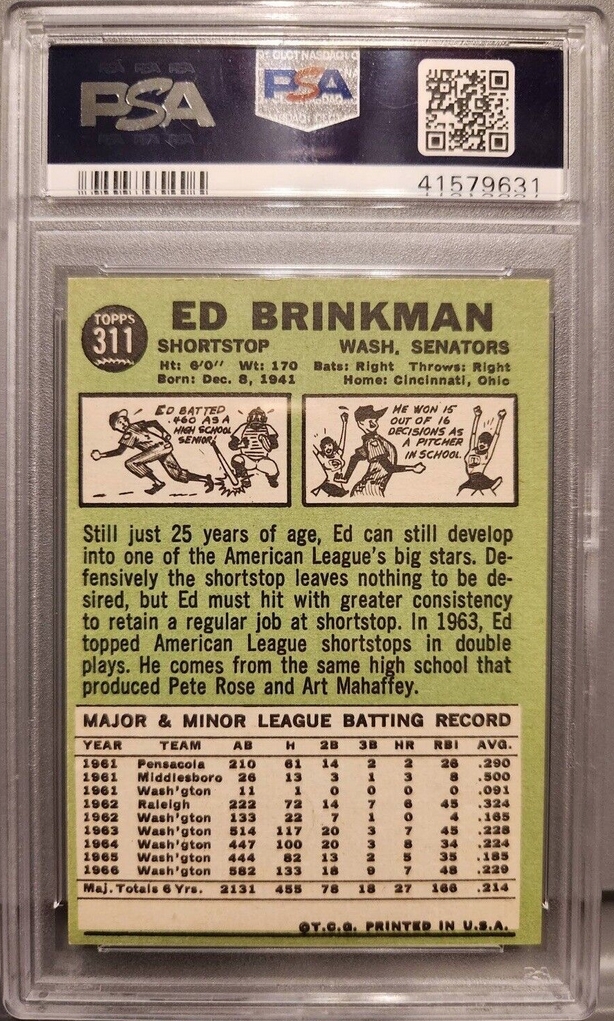 PSA
PSA
41579631
TOPPS
311
ED BRINKMAN
SHORTSTOP WASH. SENATORS
Ht: 6'0" Wt: 170 Bats: Right Throws: Right
Born: Dec. 8, 1941 Home: Cincinnati, Ohio
ED BATTED
.460 AS A
HIGH SCHOOL
SENIOR!
HE WON 15
OUT OF 16
DECISIONS AS
A PITCHER
IN SCHOOL.
Still just 25 years of age, Ed can still develop
into one of the American League's big stars. De-
fensively the shortstop leaves nothing to be de-
sired, but Ed must hit with greater consistency
to retain a regular job at shortstop. In 1963, Ed
topped American League shortstops in double
plays. He comes from the same high school that
produced Pete Rose and Art Mahaffey.
MAJOR & MINOR LEAGUE BATTING RECORD
YEAR TEAM AB H 2B 3B HR RBI AVG.
1961 Pensacola 210 61 14 2 2 26 .290
1961 Middlesboro 26 13 3 1 3 8 .500
1961 Wash'gton 11 1 0 0 0 0 .091
1962 Raleigh 222 72 14 7 6 45 .324
1962 Wash'gton 133 22 7 1 0 4 .165
1963 Wash'gton 514 117 20 3 7 45 .228
1964 Wash'gton 447 100 20 3 8 34 .224
1965 Wash'gton 444 82 13 2 5 35 .185
1966 Wash'gton 582 133 18 9 7 48 .229
Maj. Totals 6 Yrs. 2131 455 78 18 27 166 .214
©T.C.G. PRINTED IN U.S.A.